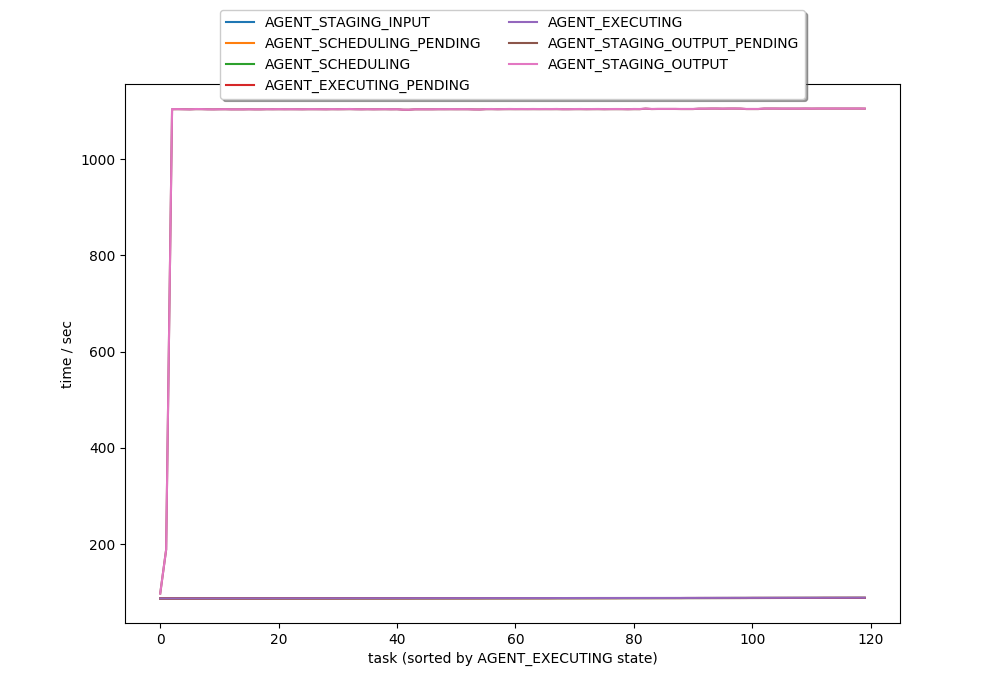 AGENT_STAGING_INPUT
AGENT_SCHEDULING_PENDING
AGENT_SCHEDULING
AGENT_EXECUTING_PENDING
AGENT_EXECUTING
AGENT_STAGING_OUTPUT_PENDING
AGENT_STAGING_OUTPUT
1000
800
600
400
200
time / sec
0 20 40 60 80 100 120
task (sorted by AGENT_EXECUTING state)